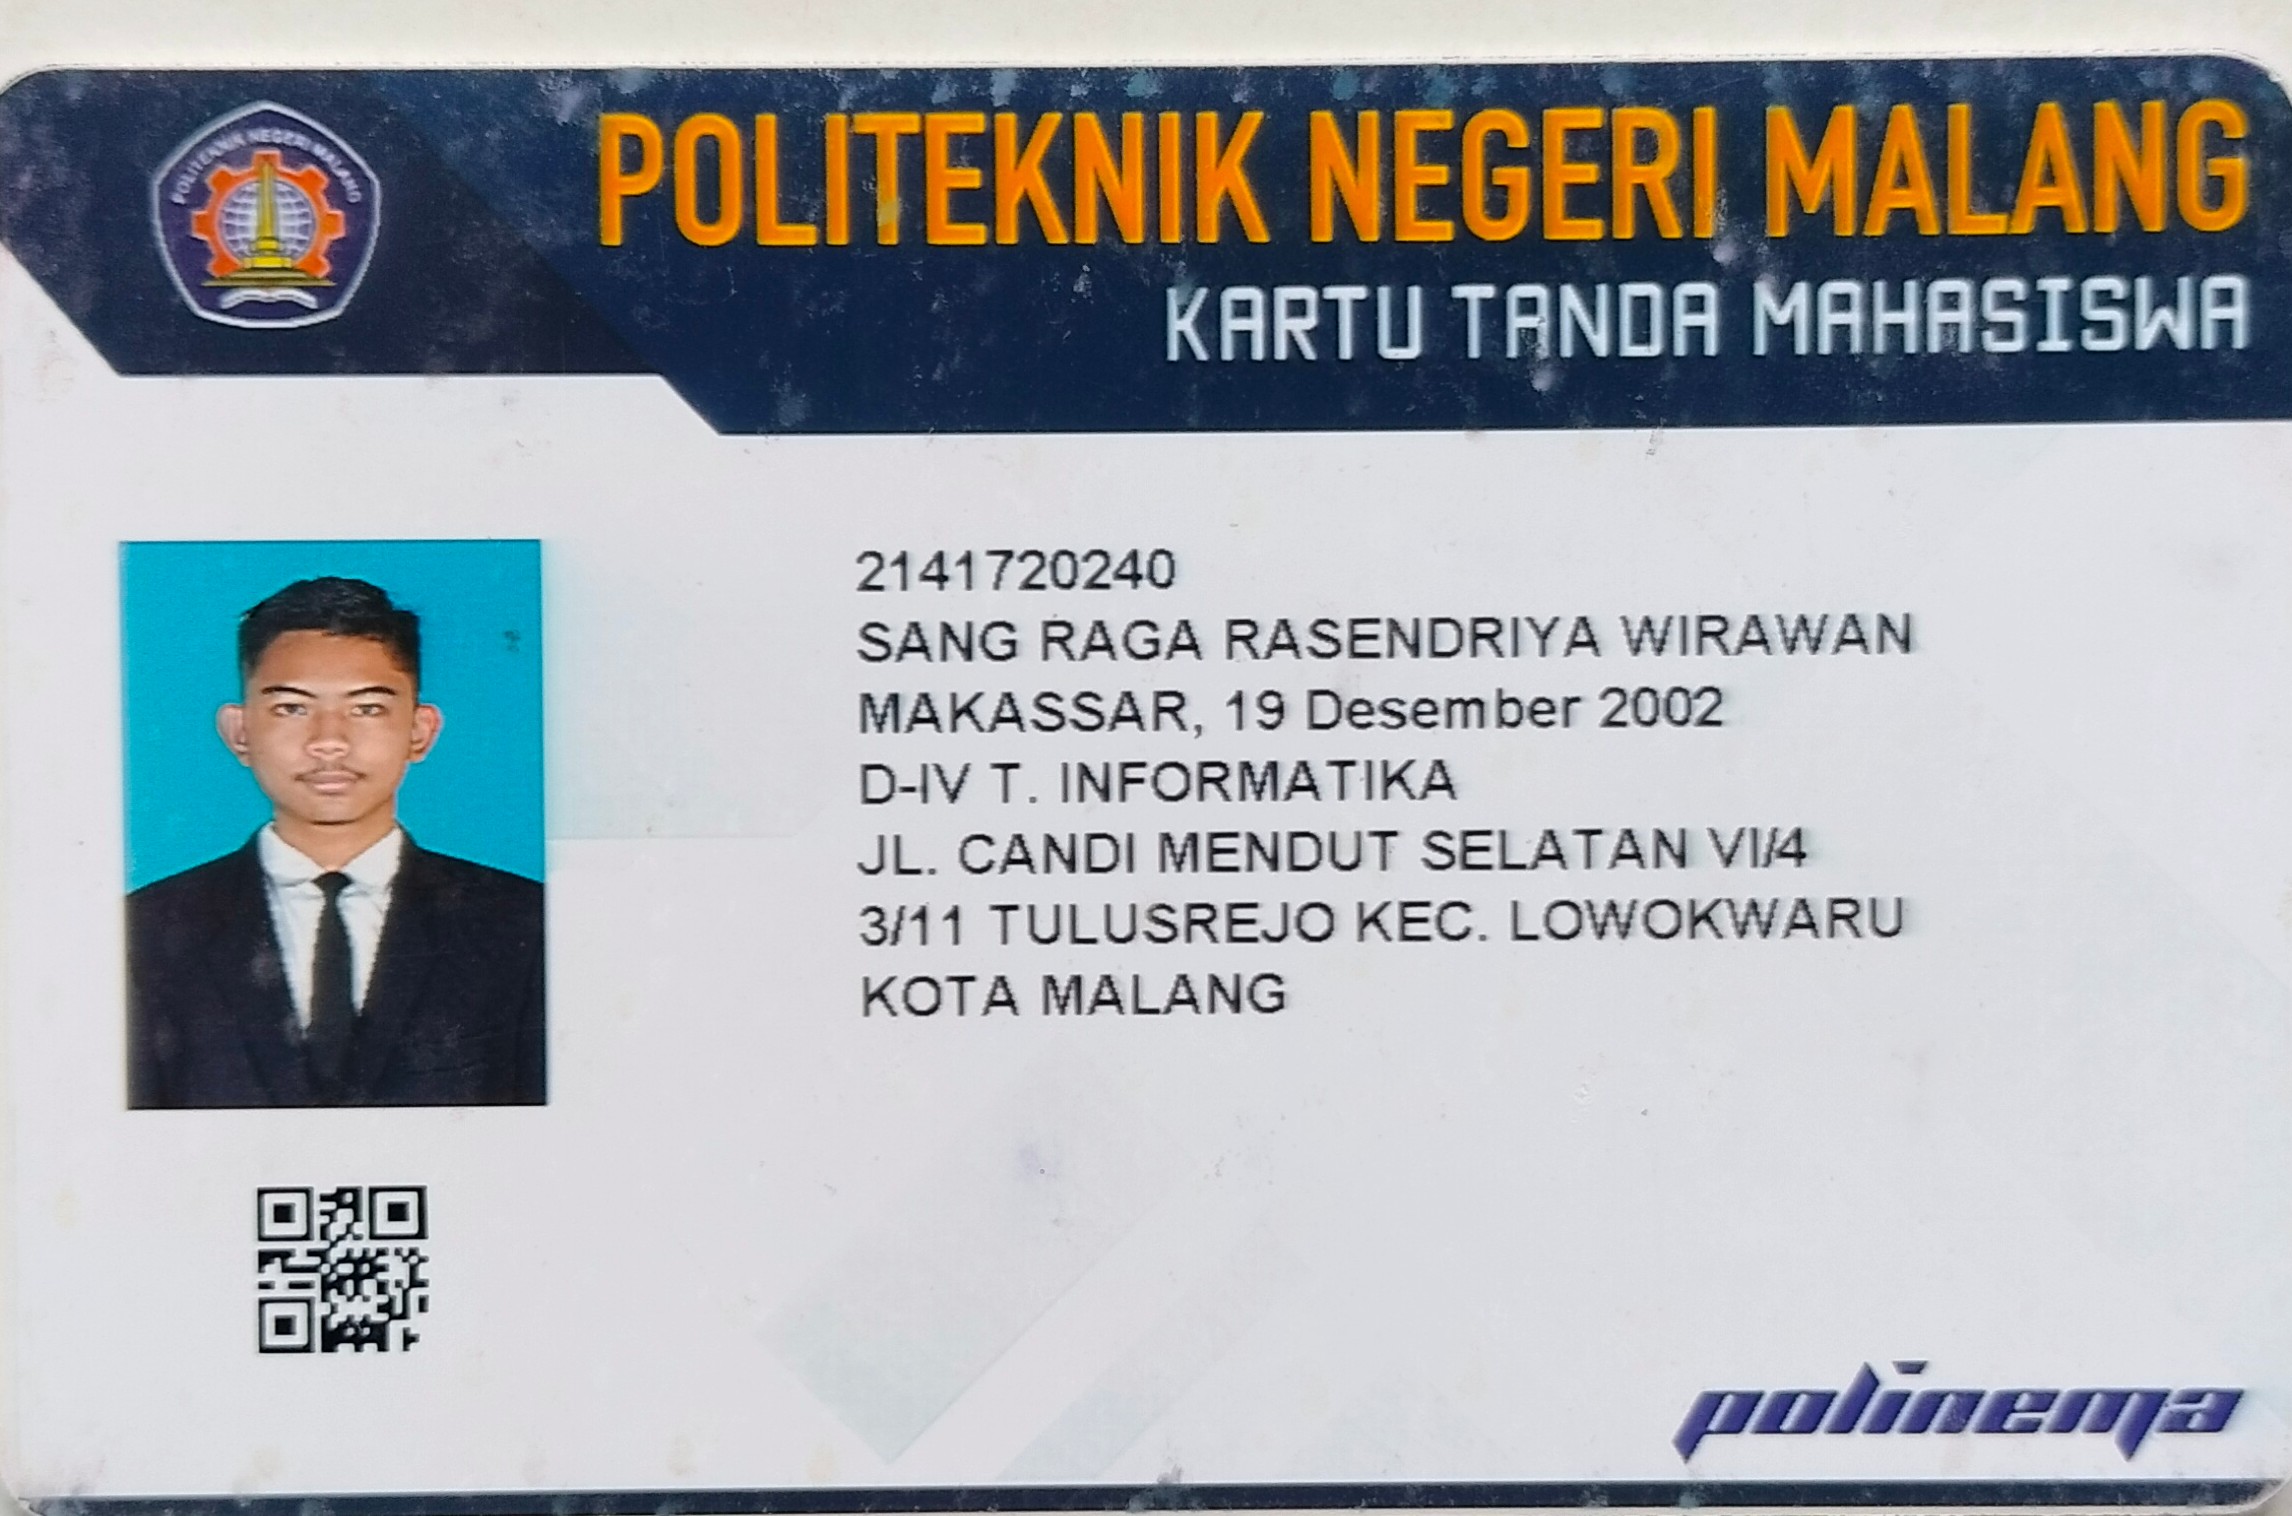 POLITEKNIK NEGERI MALANG
POLITEKNIK NEGERI MALANG
KARTU TANDA MAHASISWA
2141720240
SANG RAGA RASENDRIYA WIRAWAN
MAKASSAR, 19 Desember 2002
D-IV T. INFORMATIKA
JL. CANDI MENDUT SELATAN VI/4
3/11 TULUSREJO KEC. LOWOKWARU
KOTA MALANG
polinema